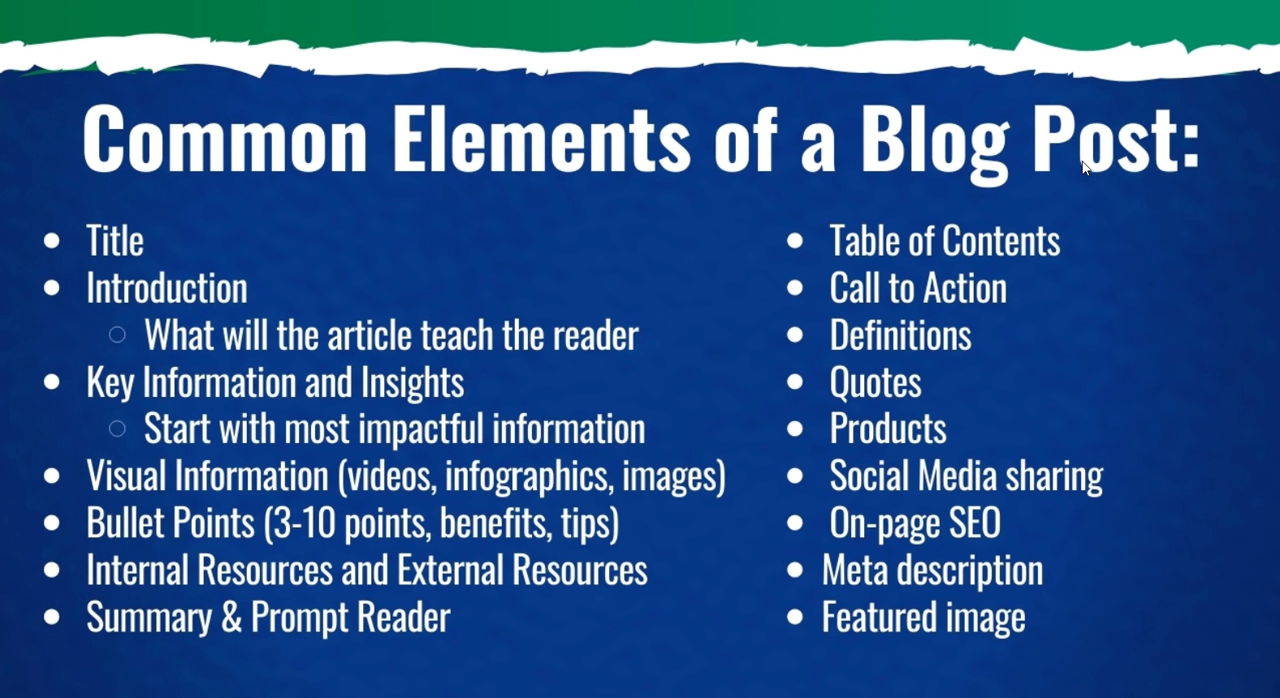 Common Elements of a Blog Post:
• Title
• Introduction
○ What will the article teach the reader
• Key Information and Insights
○ Start with most impactful information
• Visual Information (videos, infographics, images)
• Bullet Points (3-10 points, benefits, tips)
• Internal Resources and External Resources
• Summary & Prompt Reader
• Table of Contents
• Call to Action
• Definitions
• Quotes
• Products
• Social Media sharing
• On-page SEO
• Meta description
• Featured image